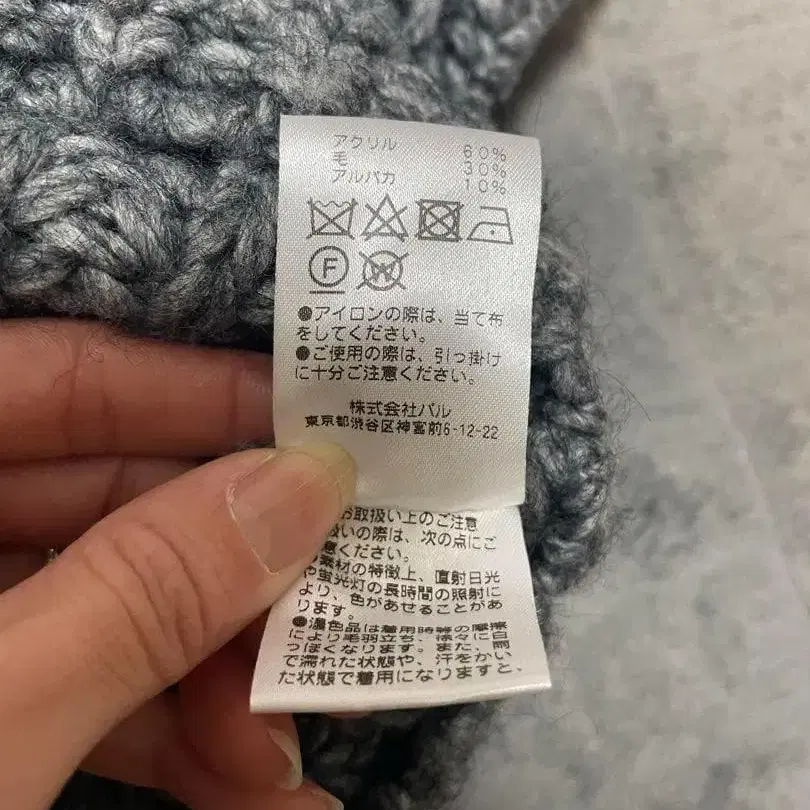 アクリル 60%
毛 30%
アルパカ 10%
F W
●アイロンの際は、当て布
をしてください。
●ご使用の際は、引っ掛け
に十分ご注意ください。
株式会社パル
東京都渋谷区神宮前6-12-22
お取扱い上のご注意
扱いの際は、次の点にご
意ください。
素材の特徴上、直射日光
や蛍光灯の長時間の照射に
より、色があせることがあ
ります。
●濃色品は着用時等の摩擦
により毛羽立ち、徐々に白
っぽくなります。また、雨
で濡れた状態や、汗をかい
た状態で着用になりますと、